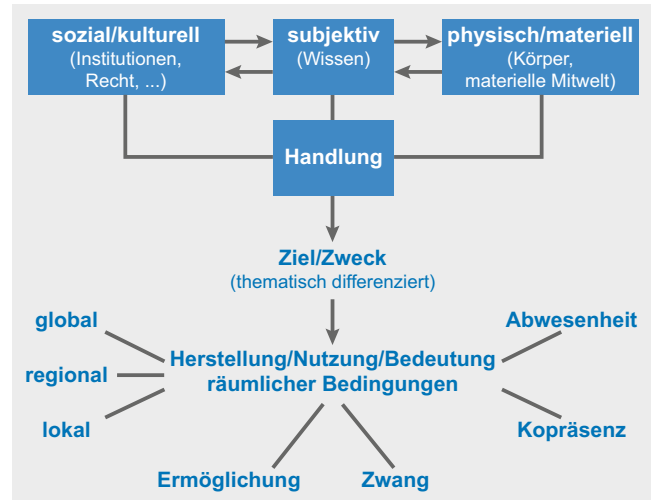 sozial/kulturell
(Institutionen,
Recht, ...)
subjektiv
(Wissen)
physisch/materiell
(Körper,
materielle Mitwelt)
Handlung
Ziel/Zweck
(thematisch differenziert)
global
regional
lokal
Herstellung/Nutzung/Bedeutung
räumlicher Bedingungen
Abwesenheit
Kopräsenz
Ermöglichung
Zwang